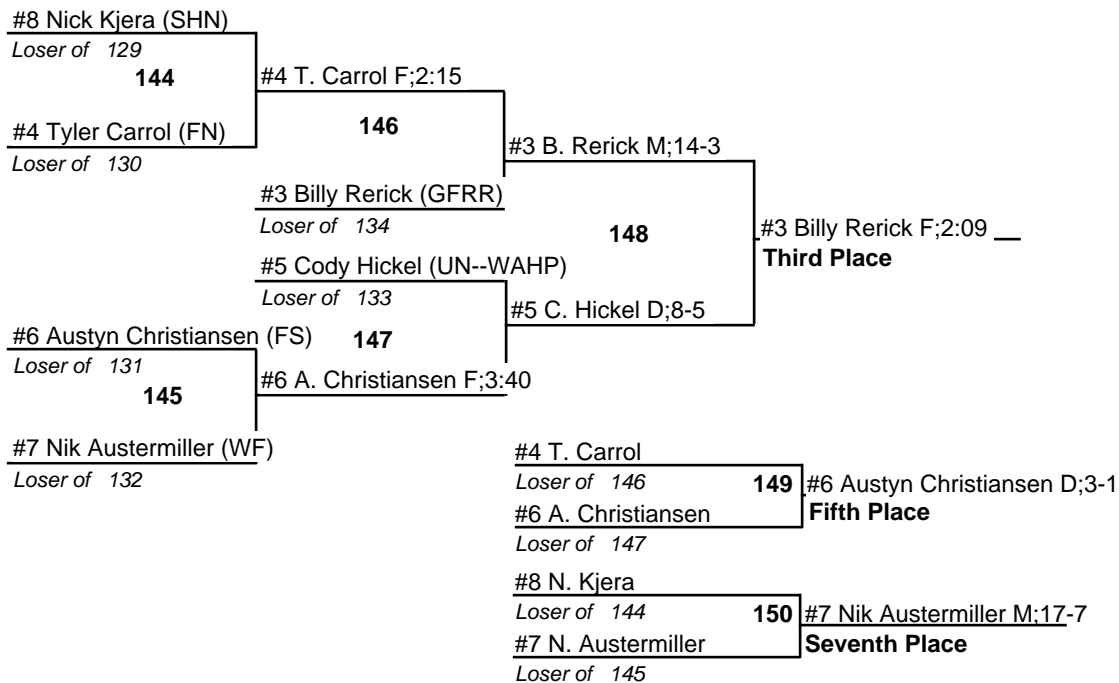 #8 Nick Kjera (SHN)
Loser of 129
144
#4 T. Carrol F;2:15
#4 Tyler Carrol (FN)
Loser of 130
146
#3 B. Rerick M;14-3
#3 Billy Rerick (GFRR)
Loser of 134
148
#3 Billy Rerick F;2:09
Third Place
#5 Cody Hickel (UN--WAHP)
Loser of 133
#5 C. Hickel D;8-5
#6 Austyn Christiansen (FS)
147
Loser of 131
145
#6 A. Christiansen F;3:40
#7 Nik Austermiller (WF)
Loser of 132
#4 T. Carrol
Loser of 146
149
#6 Austyn Christiansen D;3-1
#6 A. Christiansen
Fifth Place
Loser of 147
#8 N. Kjera
Loser of 144
150
#7 Nik Austermiller M;17-7
#7 N. Austermiller
Seventh Place
Loser of 145